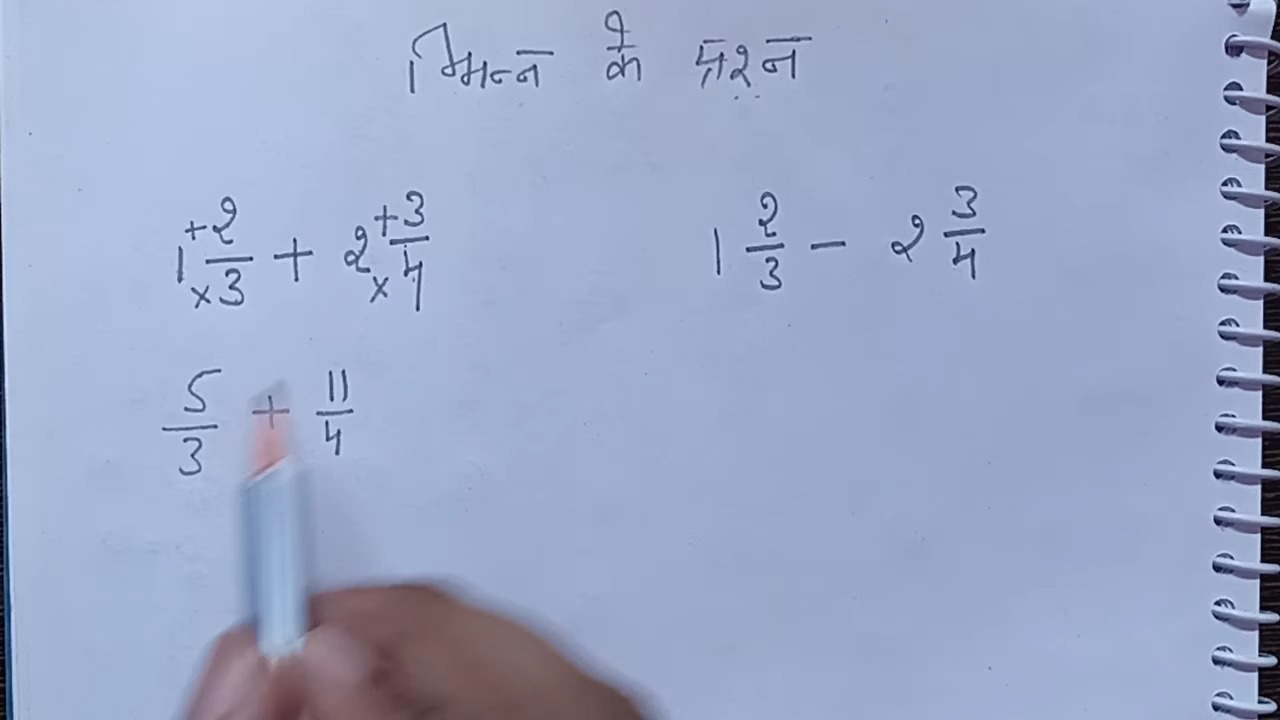 भिन्न के प्रश्न
1 +2/×3 + 2 +3/×4
1 2/3 - 2 3/4
5/3 + 11/4